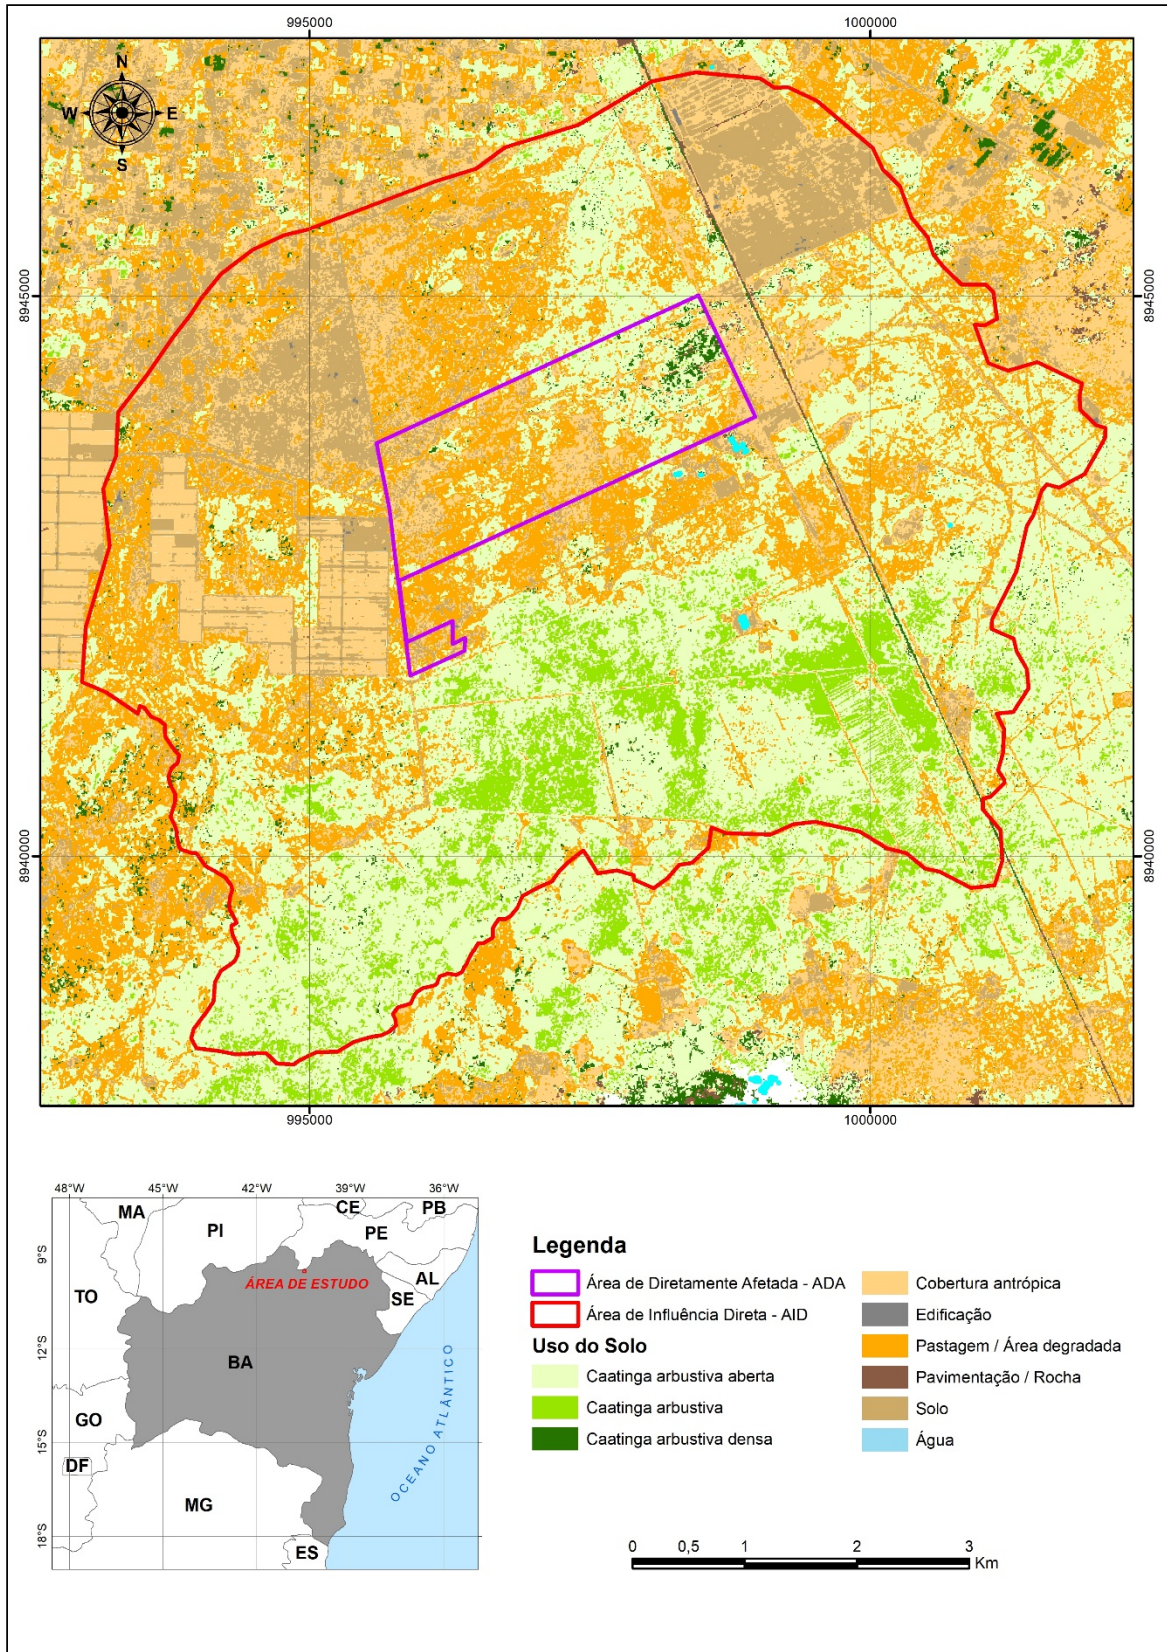 995000
1000000
N
W
E
S
8945000
8945000
8940000
8940000
995000
1000000
48°W
45°W
42°W
39°W
36°W
9°S
12°S
15°S
18°S
MA
PI
CE
PB
PE
AL
SE
TO
ÁREA DE ESTUDO
BA
GO
DF
MG
ES
OCEANO ATLÂNTICO
Legenda
Área de Diretamente Afetada - ADA
Área de Influência Direta - AID
Uso do Solo
Caatinga arbustiva aberta
Caatinga arbustiva
Caatinga arbustiva densa
Cobertura antrópica
Edificação
Pastagem / Área degradada
Pavimentação / Rocha
Solo
Água
0 0,5 1 2 3
Km